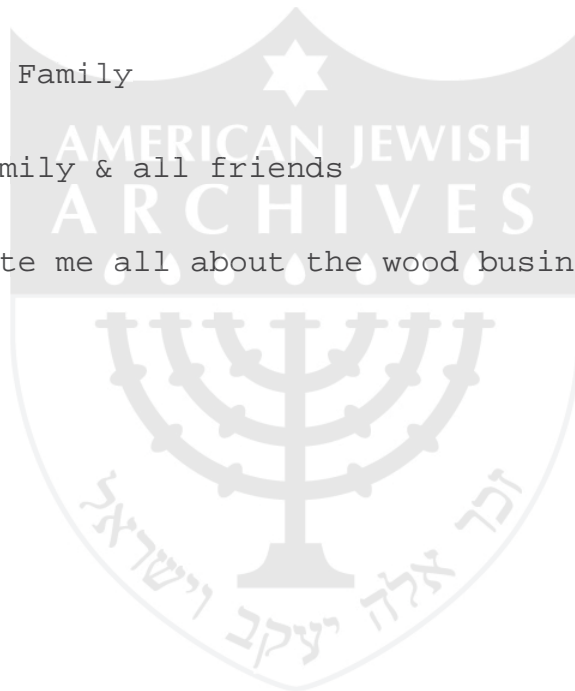 Family
mily & all friends
AMERICAN JEWISH
ARCHIVES
te me all about the wood busin
זכר אלה יעקב וישראל